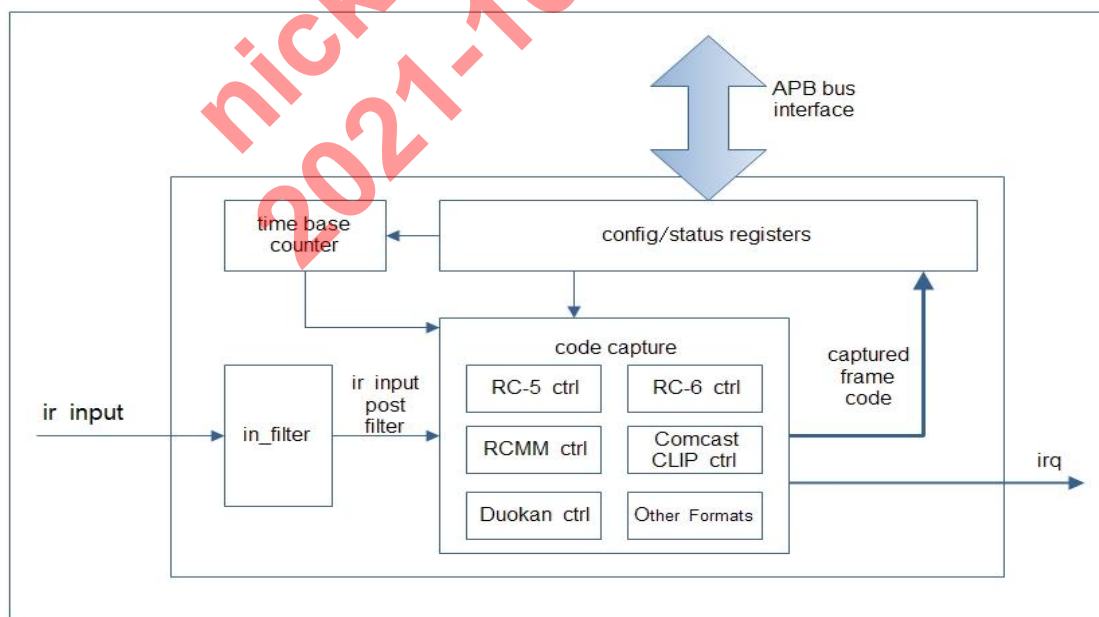 nick
2021-10
APB bus
interface
time base
counter
config/status registers
code capture
RC-5 ctrl
RC-6 ctrl
captured
frame
code
ir input
ir input
post
filter
in_filter
RCMM ctrl
Comcast
CLIP ctrl
irq
Duokan ctrl
Other Formats